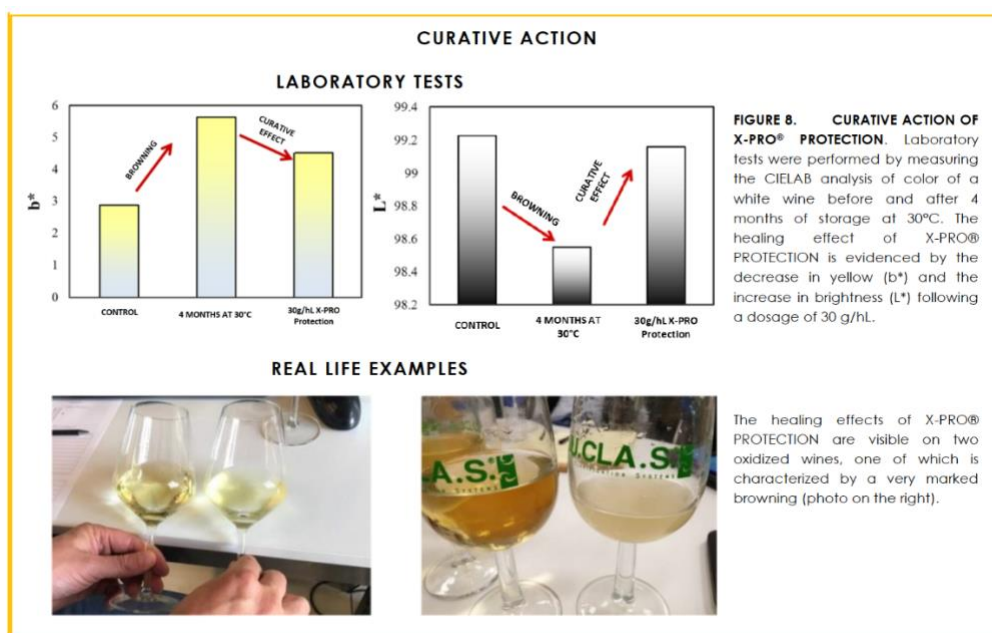 CURATIVE ACTION
LABORATORY TESTS
6
5
4
3
2
1
0
b*
BROWNING
CURATIVE
EFFECT
CONTROL
4 MONTHS AT 30°C
30g/hL X-PRO
Protection
99.4
99.2
99
98.8
98.6
98.4
98.2
L*
BROWNING
CURATIVE
EFFECT
CONTROL
4 MONTHS AT
30°C
30g/hL X-PRO
Protection
FIGURE 8. CURATIVE ACTION OF
X-PRO® PROTECTION. Laboratory
tests were performed by measuring
the CIELAB analysis of color of a
white wine before and after 4
months of storage at 30°C. The
healing effect of X-PRO®
PROTECTION is evidenced by the
decrease in yellow (b*) and the
increase in brightness (L*) following
a dosage of 30 g/hL.
REAL LIFE EXAMPLES
L.A.S.
U.CLA.S.
The healing effects of X-PRO®
PROTECTION are visible on two
oxidized wines, one of which is
characterized by a very marked
browning (photo on the right).